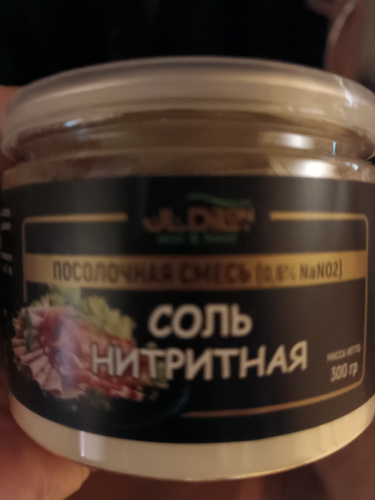 ПОСОЛОЧНАЯ СМЕСЬ (0,6% NaNO2)
СОЛЬ
НИТРИТНАЯ
МАССА НЕТТО
300 гр